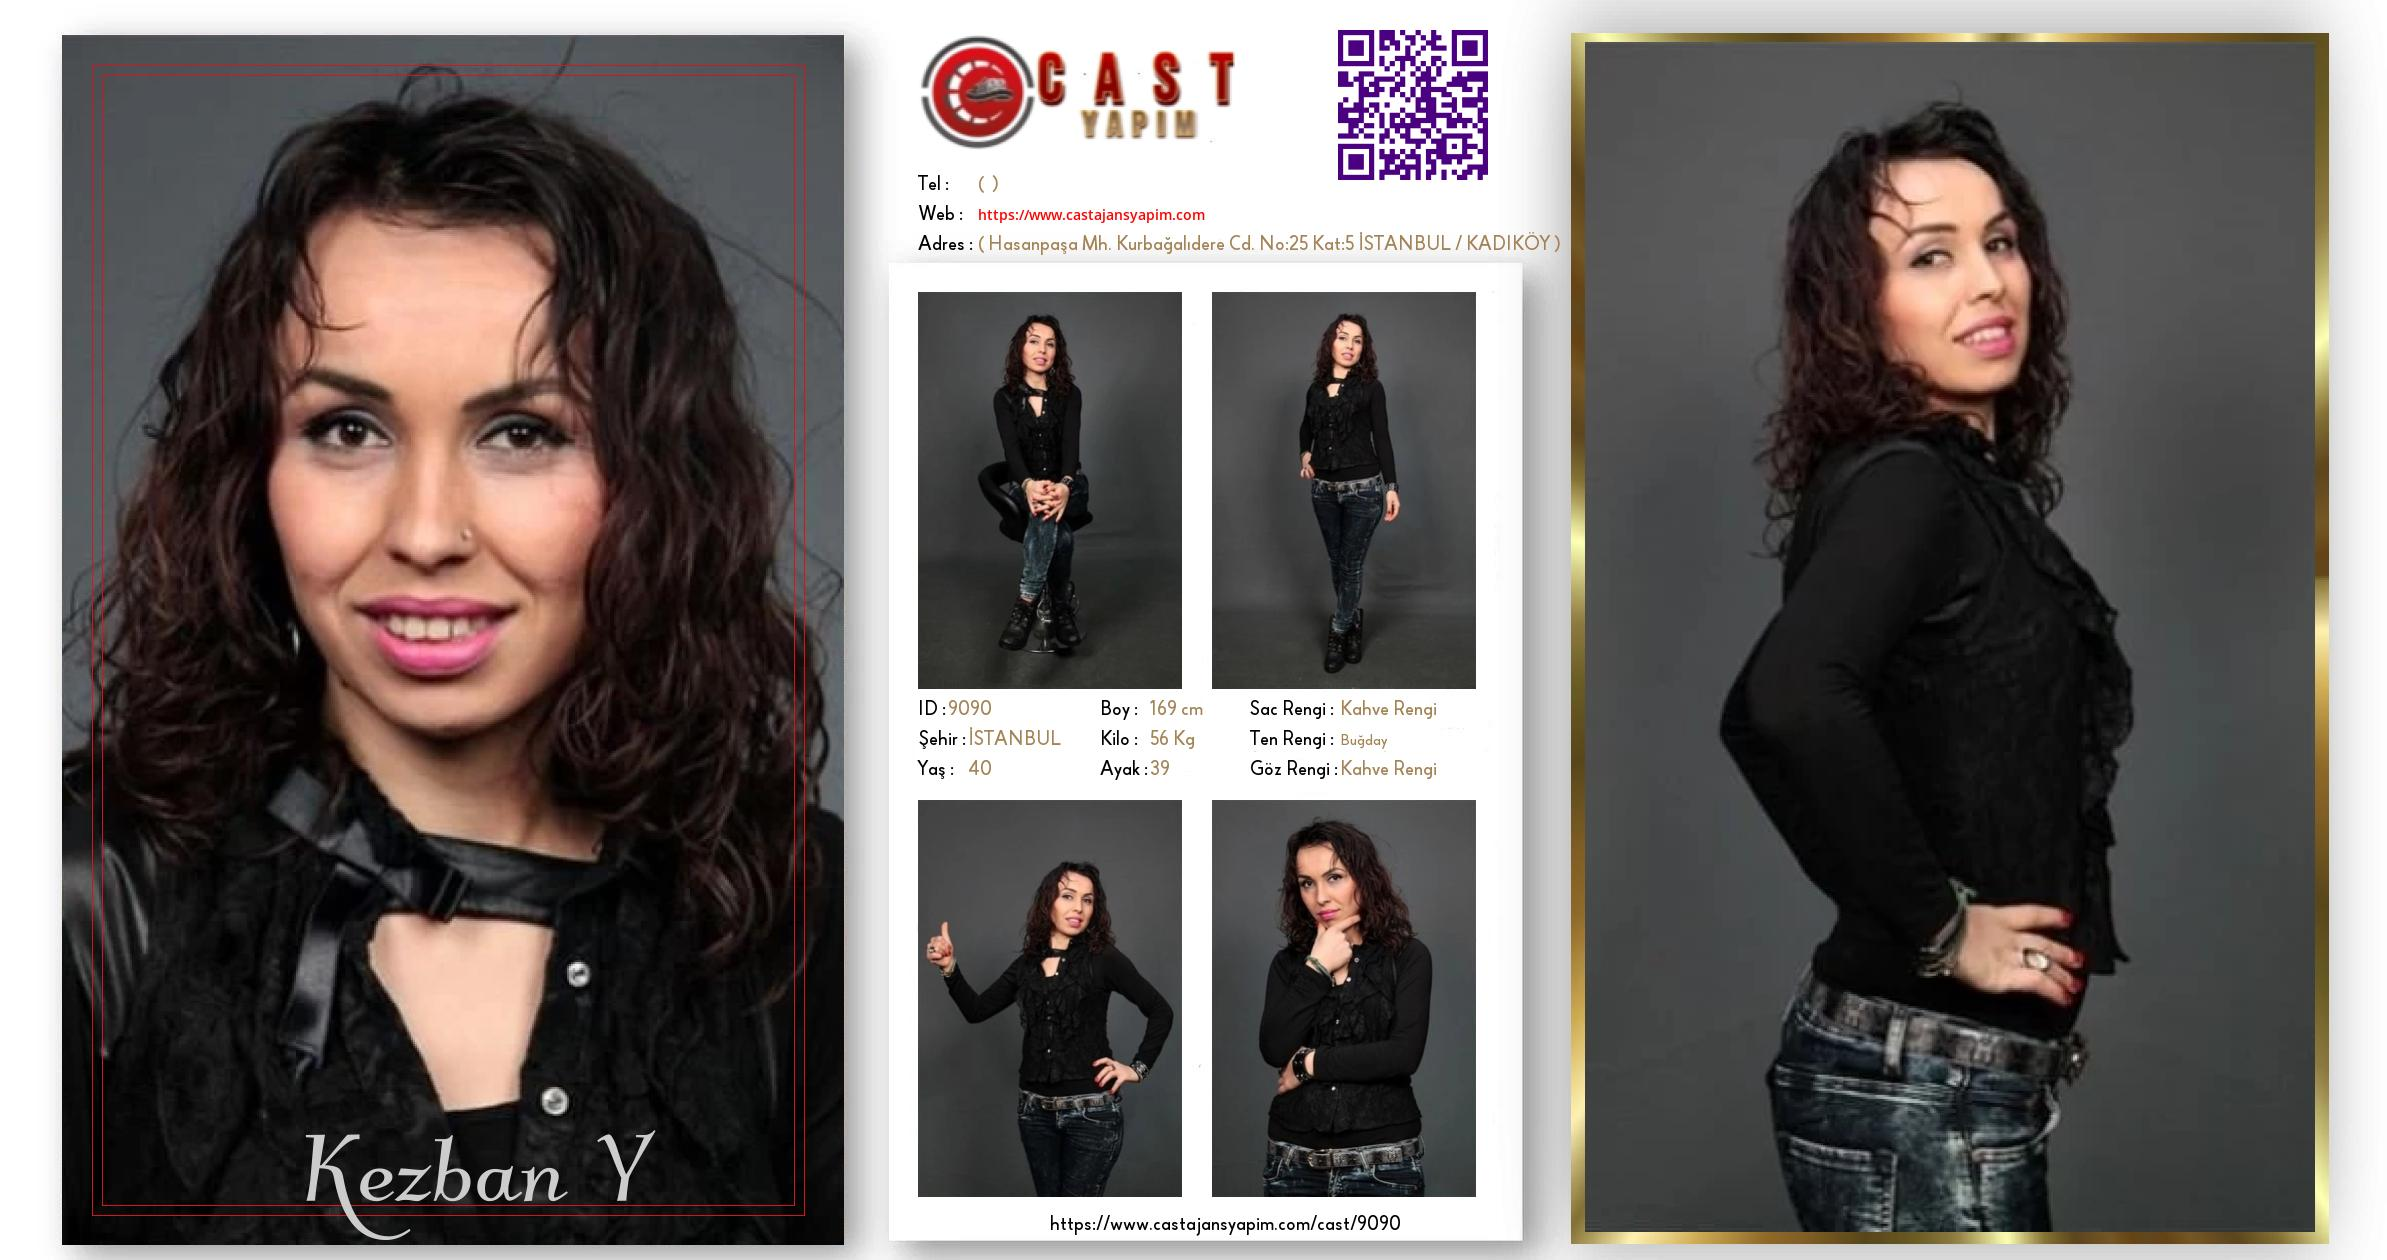 Kezban Y
CAST
YAPIM
Tel : ( )
Web : https://www.castajansyapim.com
Adres : ( Hasanpaşa Mh. Kurbağalıdere Cd. No:25 Kat:5 İSTANBUL / KADIKÖY )
ID : 9090 Boy : 169 cm Sac Rengi : Kahve Rengi
Şehir : İSTANBUL Kilo : 56 Kg Ten Rengi : Buğday
Yaş : 40 Ayak : 39 Göz Rengi : Kahve Rengi
https://www.castajansyapim.com/cast/9090